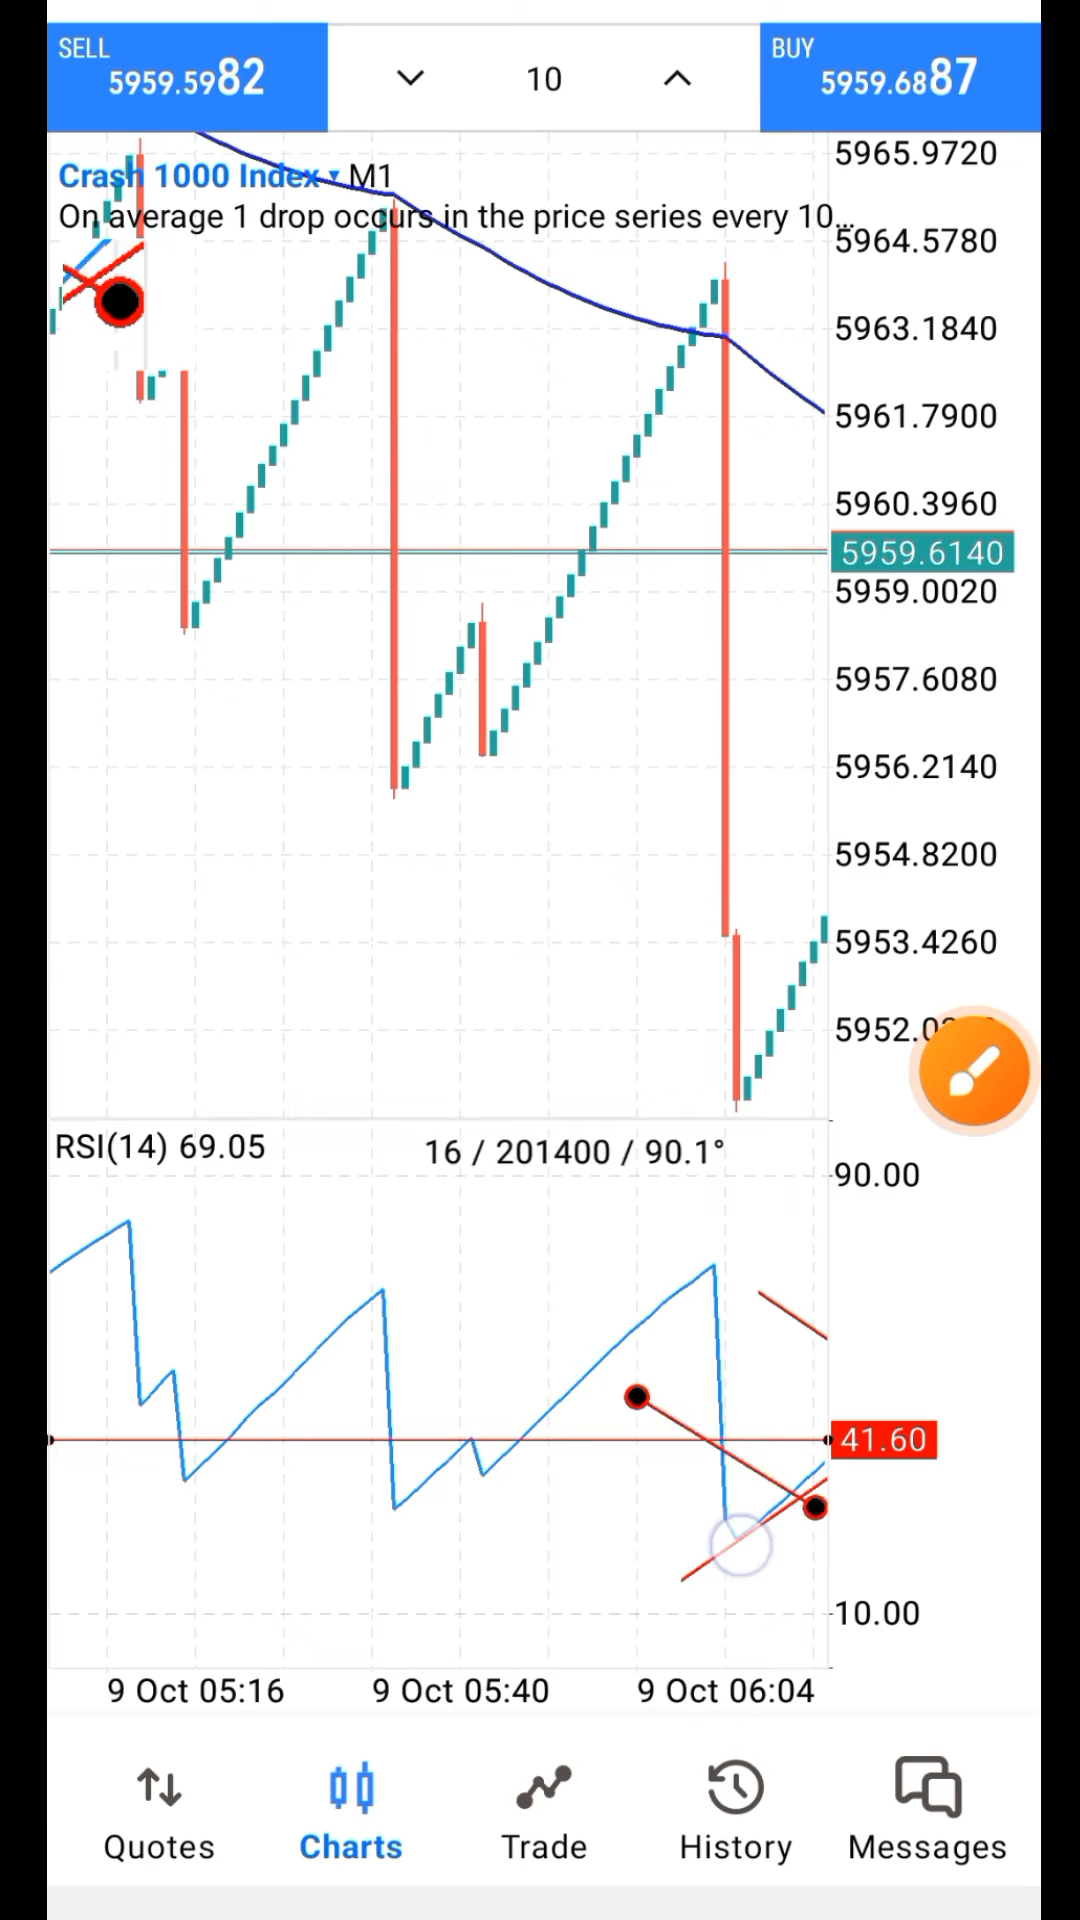 SELL
5959.5982
10
BUY
5959.6887
Crash 1000 Index ▾ M1
On average 1 drop occurs in the price series every 10...
5965.9720
5964.5780
5963.1840
5961.7900
5960.3960
5959.6140
5959.0020
5957.6080
5956.2140
5954.8200
5953.4260
5952.0
RSI(14) 69.05
16 / 201400 / 90.1°
90.00
41.60
10.00
9 Oct 05:16
9 Oct 05:40
9 Oct 06:04
Quotes
Charts
Trade
History
Messages